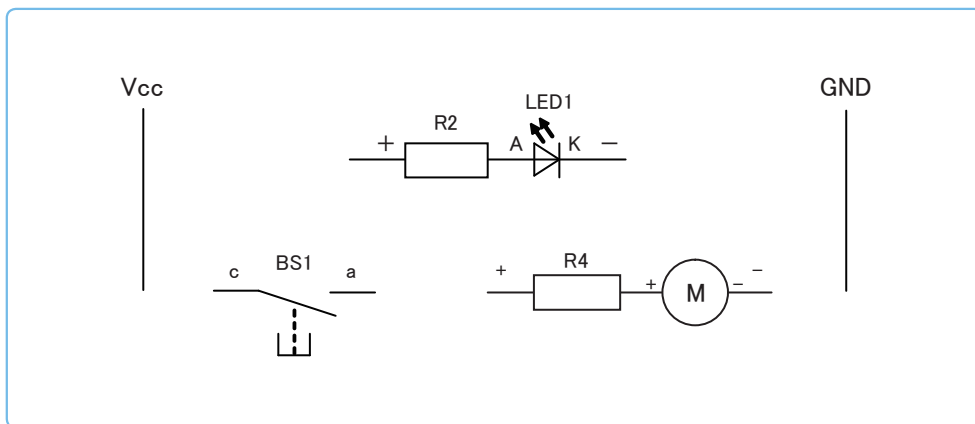 Vcc
GND
LED1
R2
+
A
K
−
BS1
c
a
R4
+
+
M
−
−